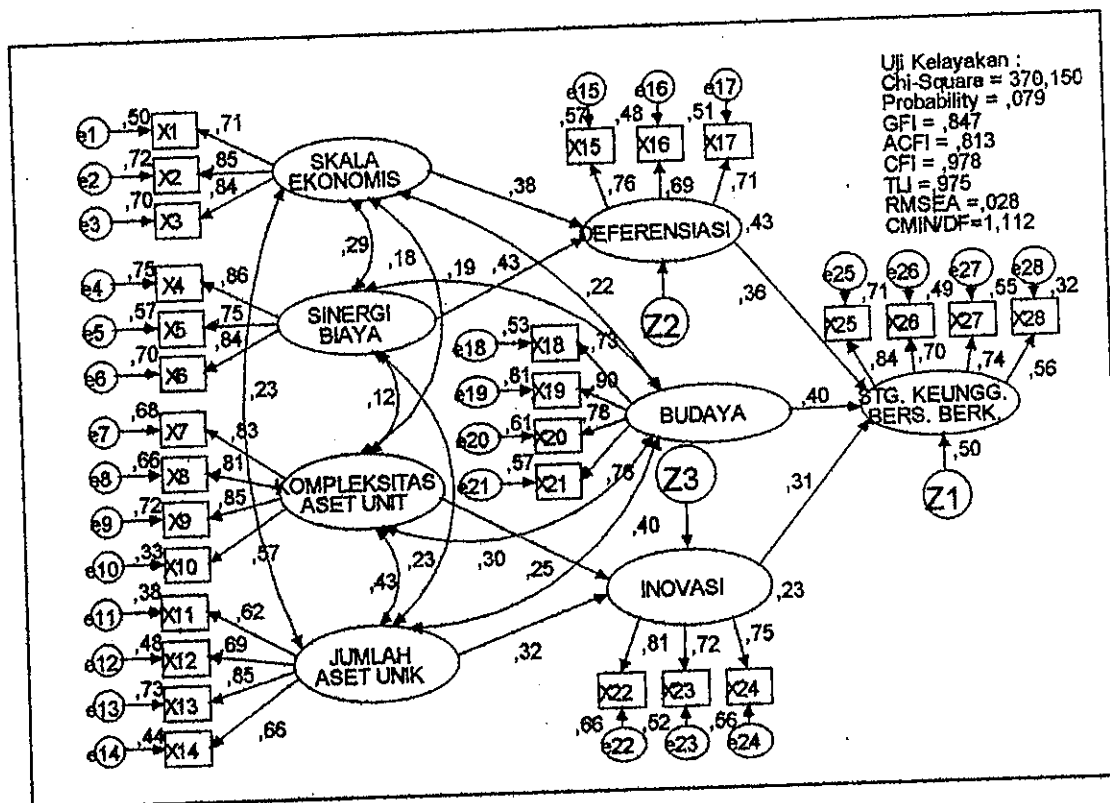 Uji Kelayakan :
Chi-Square = 370,150
Probability = ,079
GFI = ,847
ACFI = ,813
CFI = ,978
TLI = ,975
RMSEA = ,028
CMIN/DF=1,112
e15
e16
e17
,57
,48
,51
X15
X16
X17
,76
,69
,71
e1
,50
X1
,71
e2
,72
X2
,85
e3
,70
X3
,84
SKALA
EKONOMIS
,38
DEFERENSIASI
,43
Z2
,36
,29
,18
,19
,43
,22
e4
,75
X4
,86
e5
,57
X5
,75
e6
,70
X6
,84
SINERGI
BIAYA
,23
,12
e25
e26
e27
e28
,71
,49
,55
,32
X25
X26
X27
X28
,84
,70
,74
,56
STG. KEUNGG.
BERS. BERK.
,50
Z1
e18
,53
X18
,73
e19
,81
X19
,90
e20
,61
X20
,78
e21
,57
X21
,76
BUDAYA
,40
Z3
,40
,31
e7
,68
X7
,83
e8
,66
X8
,81
e9
,72
X9
,85
e10
,33
X10
,57
OMPLEKSITAS
ASET UNIT
,43
,23
,30
,25
INOVASI
,23
e11
,38
X11
,62
e12
,48
X12
,69
e13
,73
X13
,85
e14
,44
X14
,66
JUMLAH
ASET UNIK
,32
,81
,72
,75
X22
X23
X24
,66
,52
,56
e22
e23
e24